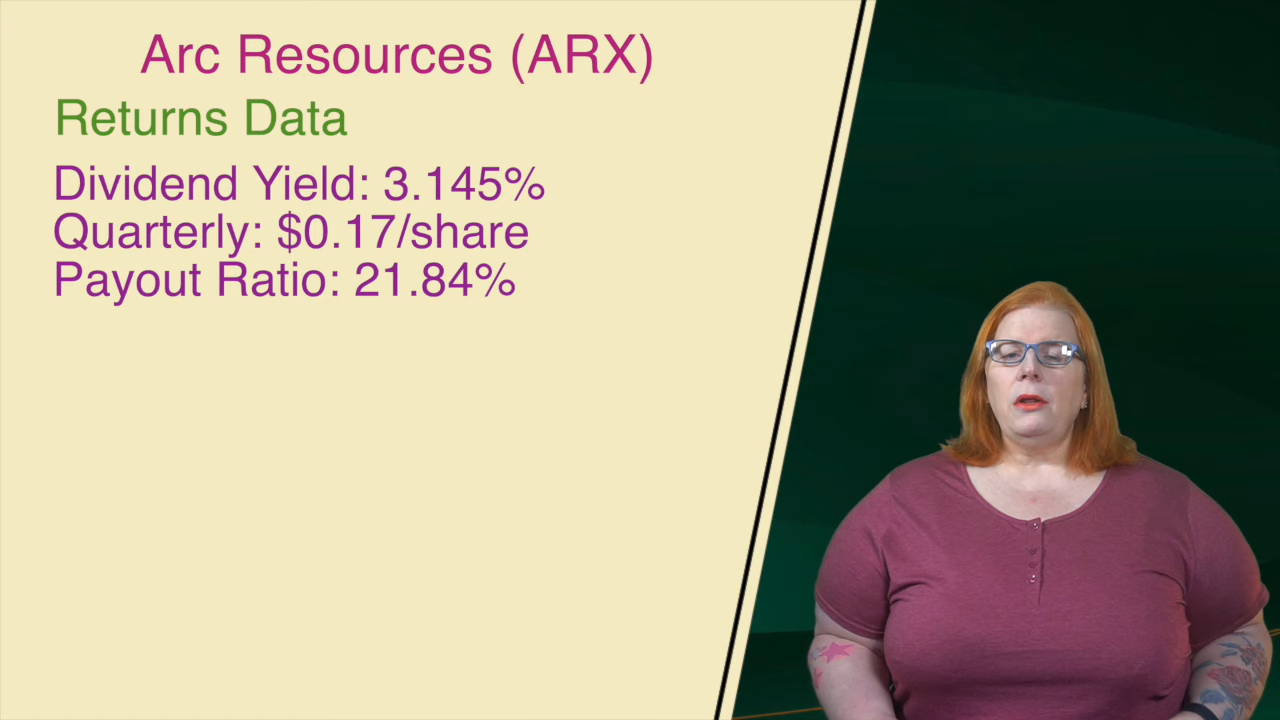 Arc Resources (ARX)
Returns Data
Dividend Yield: 3.145%
Quarterly: $0.17/share
Payout Ratio: 21.84%